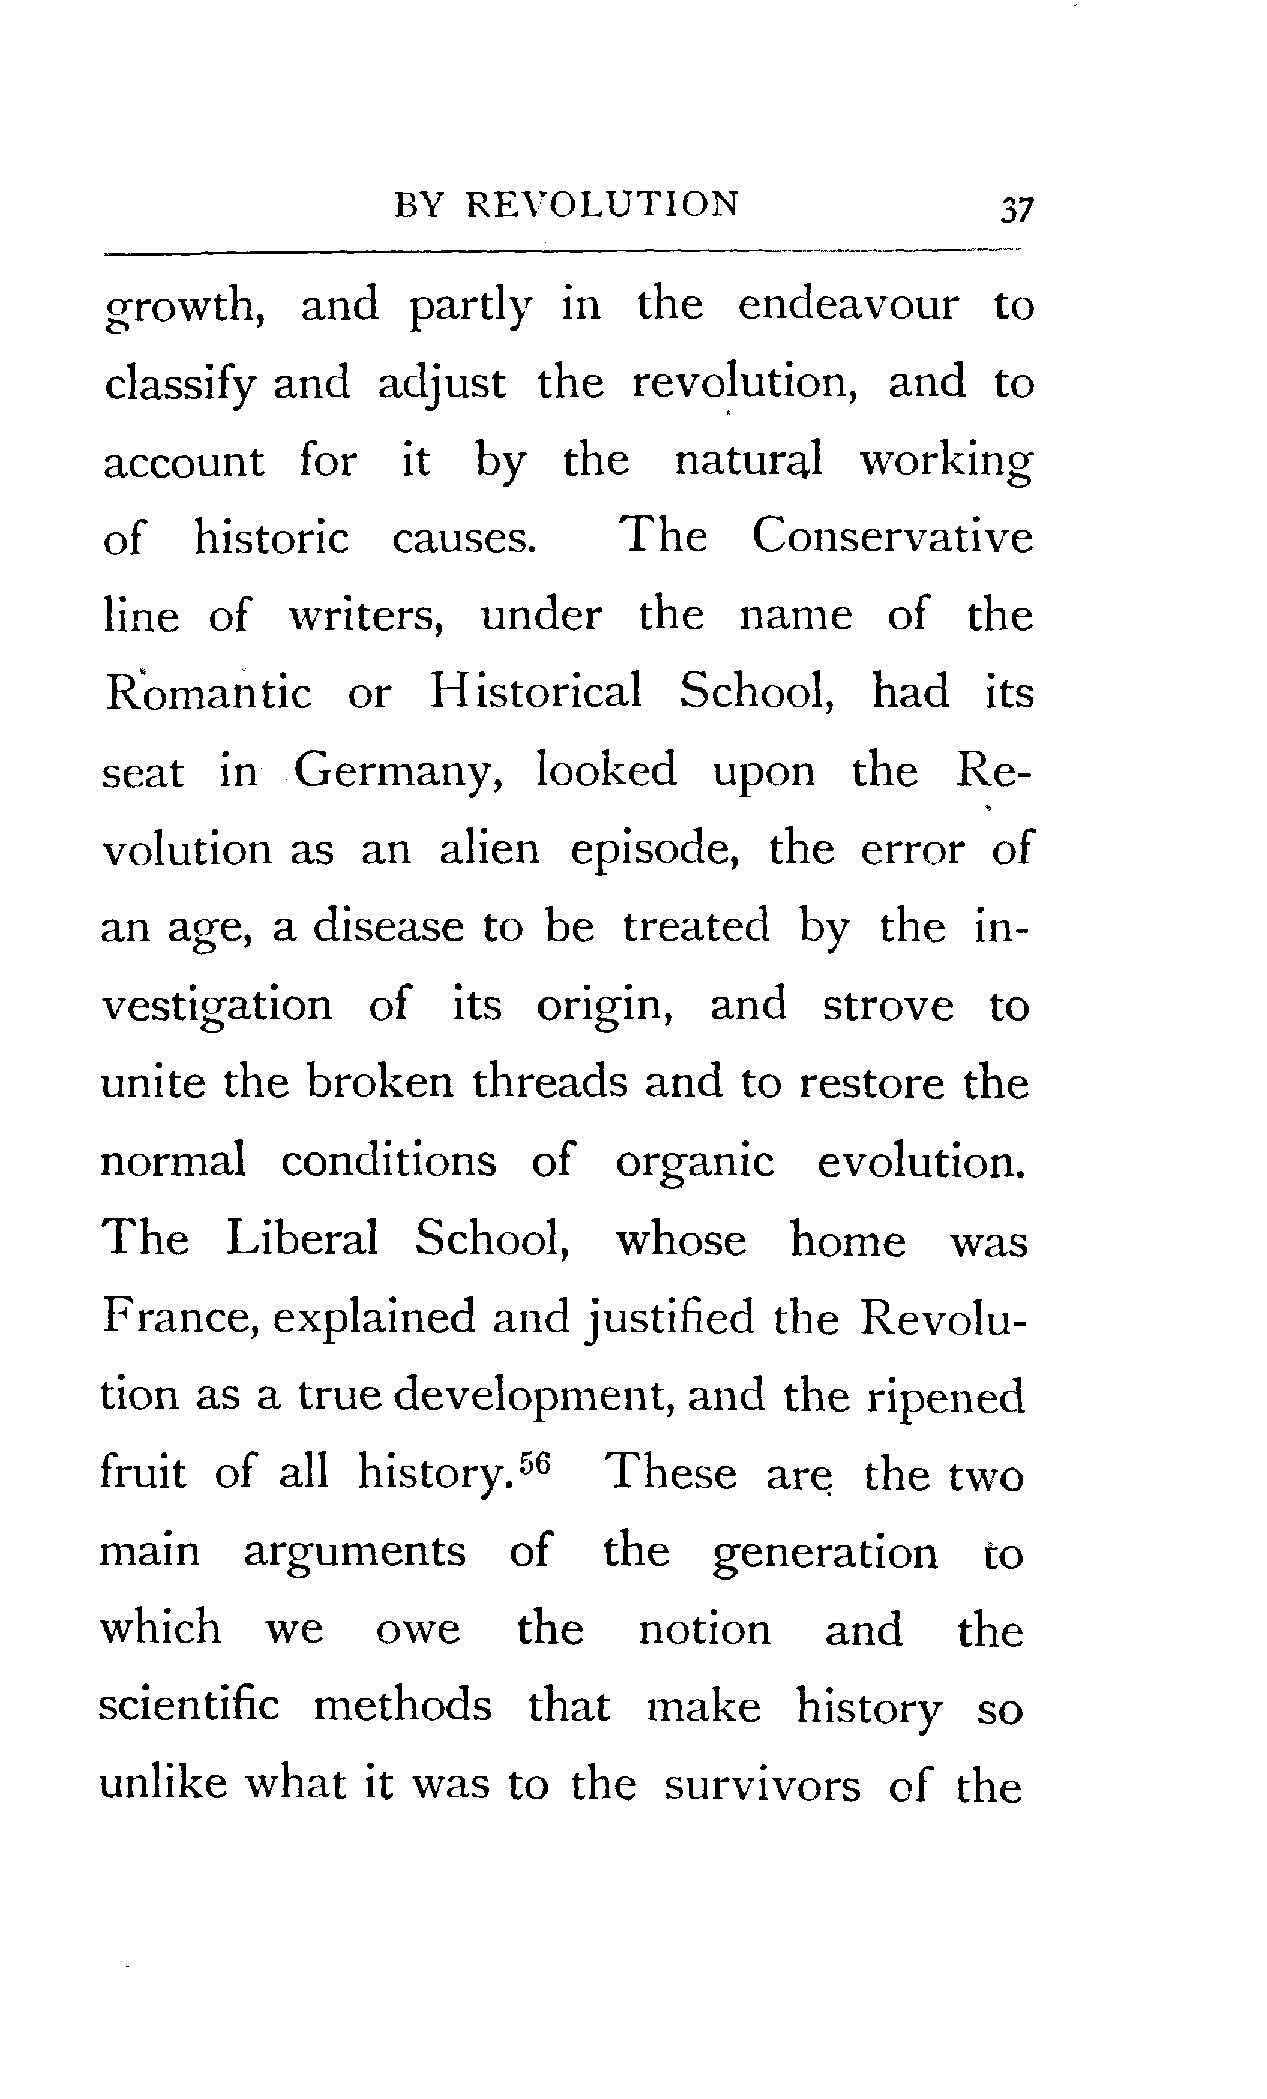 BY REVOLUTION 37
growth, and partly in the endeavour to
classify and adjust the revolution, and to
account for it by the natural working
of historic causes. The Conservative
line of writers, under the name of the
Romantic or Historical School, had its
seat in Germany, looked upon the Re-
volution as an alien episode, the error of
an age, a disease to be treated by the in-
vestigation of its origin, and strove to
unite the broken threads and to restore the
normal conditions of organic evolution.
The Liberal School, whose home was
France, explained and justified the Revolu-
tion as a true development, and the ripened
fruit of all history.⁵⁶ These are the two
main arguments of the generation to
which we owe the notion and the
scientific methods that make history so
unlike what it was to the survivors of the